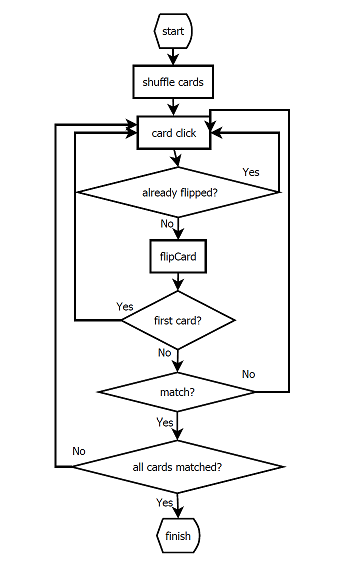 start
shuffle cards
card click
Yes
already flipped?
No
flipCard
Yes
first card?
No
No
match?
Yes
No
all cards matched?
Yes
finish